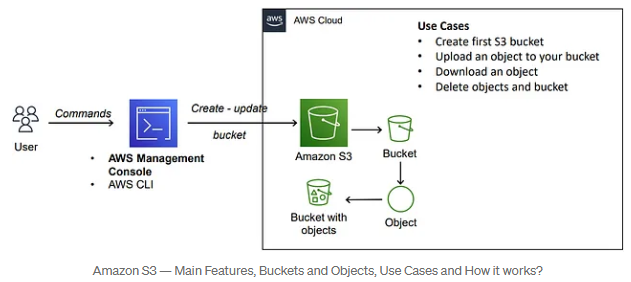 aws
AWS Cloud
Use Cases
• Create first S3 bucket
• Upload an object to your bucket
• Download an object
• Delete objects and bucket
Commands
Create - update
bucket
User
• AWS Management
Console
• AWS CLI
Amazon S3
Bucket
Object
Bucket with
objects
Amazon S3 — Main Features, Buckets and Objects, Use Cases and How it works?